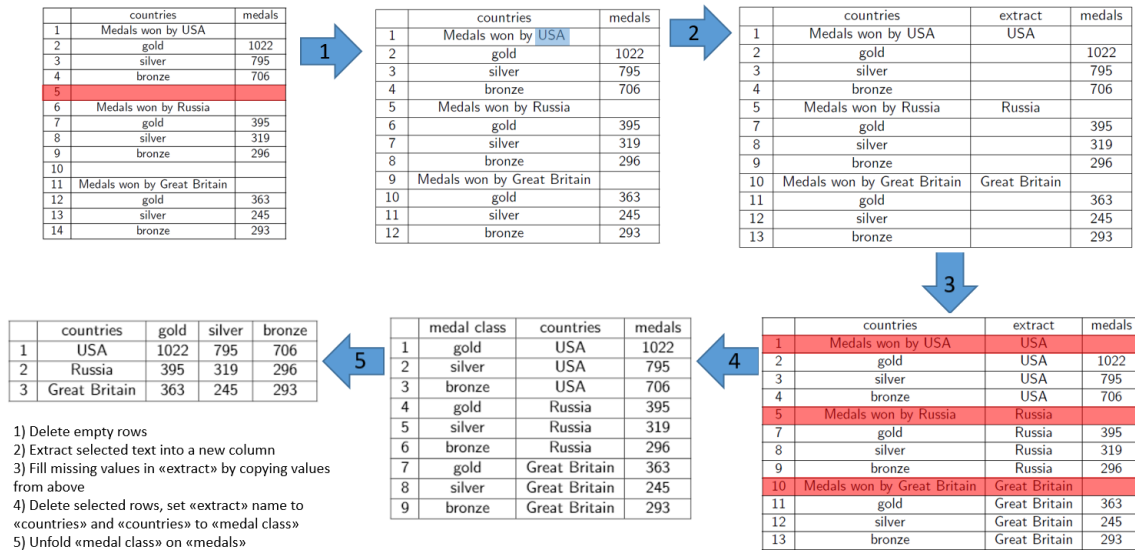 countries medals
1 Medals won by USA
2 gold 1022
3 silver 795
4 bronze 706
5
6 Medals won by Russia
7 gold 395
8 silver 319
9 bronze 296
10
11 Medals won by Great Britain
12 gold 363
13 silver 245
14 bronze 293
1
countries medals
1 Medals won by USA
2 gold 1022
3 silver 795
4 bronze 706
5 Medals won by Russia
6 gold 395
7 silver 319
8 bronze 296
9 Medals won by Great Britain
10 gold 363
11 silver 245
12 bronze 293
2
countries extract medals
1 Medals won by USA USA
2 gold 1022
3 silver 795
4 bronze 706
5 Medals won by Russia Russia
7 gold 395
8 silver 319
9 bronze 296
10 Medals won by Great Britain Great Britain
11 gold 363
12 silver 245
13 bronze 293
3
countries extract medals
1 Medals won by USA USA
2 gold USA 1022
3 silver USA 795
4 bronze USA 706
5 Medals won by Russia Russia
7 gold Russia 395
8 silver Russia 319
9 bronze Russia 296
10 Medals won by Great Britain Great Britain
11 gold Great Britain 363
12 silver Great Britain 245
13 bronze Great Britain 293
4
medal class countries medals
1 gold USA 1022
2 silver USA 795
3 bronze USA 706
4 gold Russia 395
5 silver Russia 319
6 bronze Russia 296
7 gold Great Britain 363
8 silver Great Britain 245
9 bronze Great Britain 293
5
countries gold silver bronze
1 USA 1022 795 706
2 Russia 395 319 296
3 Great Britain 363 245 293
1) Delete empty rows
2) Extract selected text into a new column
3) Fill missing values in «extract» by copying values
from above
4) Delete selected rows, set «extract» name to
«countries» and «countries» to «medal class»
5) Unfold «medal class» on «medals»